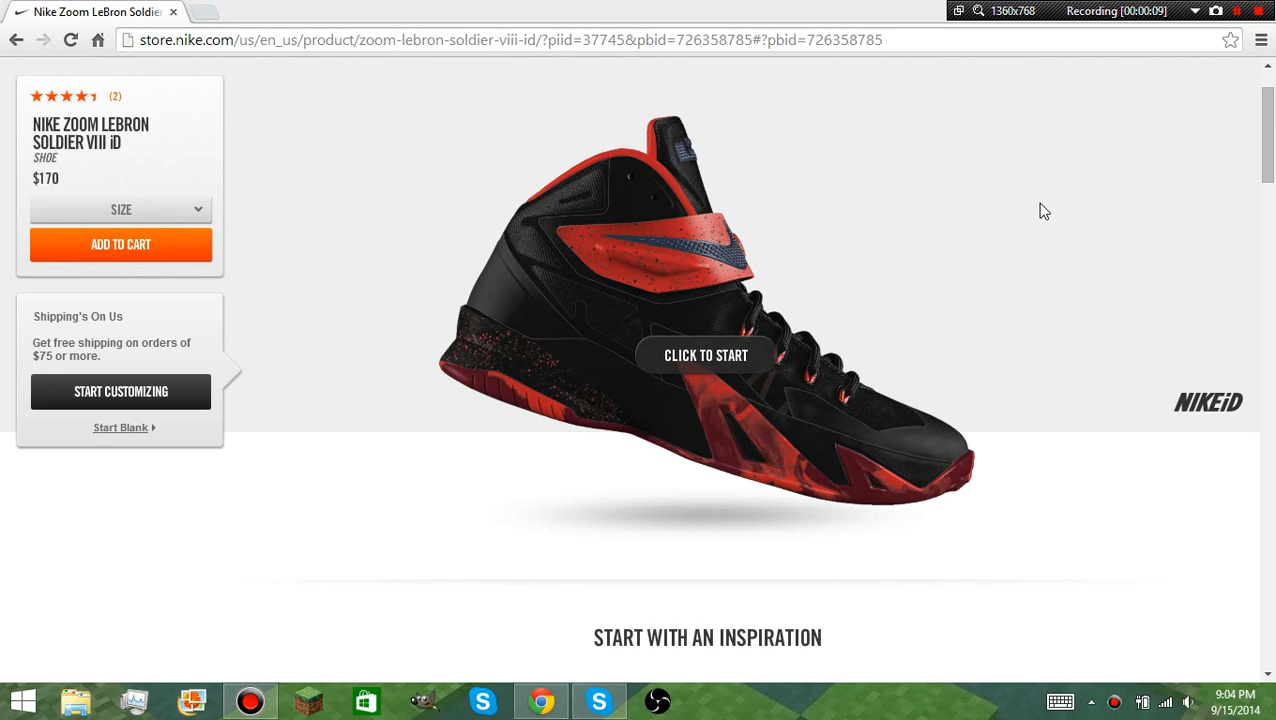 Nike Zoom LeBron Soldier
1360x768
Recording [00:00:09]
store.nike.com/us/en_us/product/zoom-lebron-soldier-viii-id/?piid=37745&pbid=726358785#?pbid=726358785
(2)
NIKE ZOOM LEBRON
SOLDIER VIII iD
SHOE
$170
SIZE
ADD TO CART
Shipping's On Us
Get free shipping on orders of
$75 or more.
START CUSTOMIZING
Start Blank
CLICK TO START
NIKEiD
START WITH AN INSPIRATION
9:04 PM
9/15/2014